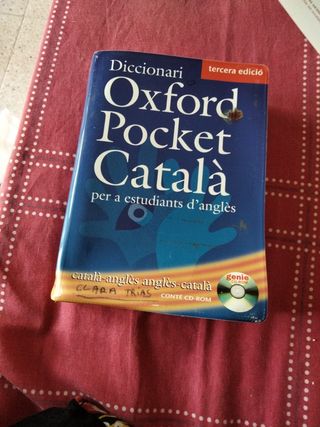 Diccionari
tercera edició
Oxford
Pocket
Català
per a estudiants d'anglès
català-anglès anglès-català
genie
CLARA TRIAS
CONTÉ CD-ROM